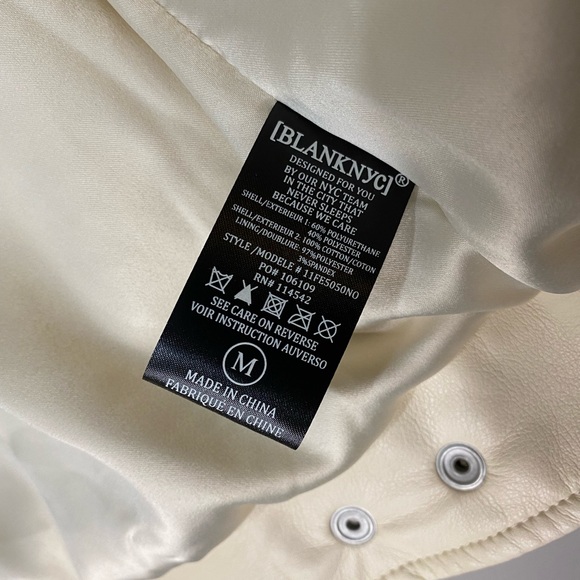 [BLANKNYC]®
DESIGNED FOR YOU
BY OUR NYC TEAM
IN THE CITY THAT
NEVER SLEEPS
BECAUSE WE CARE
SHELL/EXTERIEUR 1: 60% POLYURETHANE
40% POLYESTER
SHELL/EXTERIEUR 2: 100% COTTON/COTON
LINING/DOUBLURE: 97% POLYESTER
3% SPANDEX
STYLE/MODELE # 11FE5050NO
PO# 106109
RN# 114542
SEE CARE ON REVERSE
VOIR INSTRUCTION AUVERSO
M
MADE IN CHINA
FABRIQUÉ EN CHINE